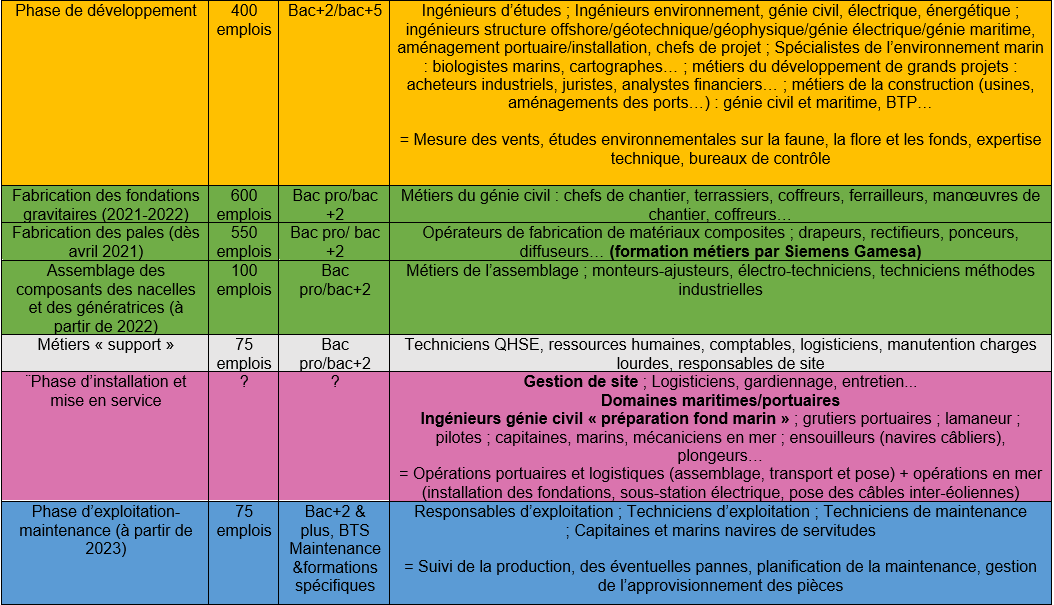 Phase de développement
400
emplois
Bac+2/bac+5
Ingénieurs d’études ; Ingénieurs environnement, génie civil, électrique, énergétique ;
ingénieurs structure offshore/géotechnique/géophysique/génie électrique/génie maritime,
aménagement portuaire/installation, chefs de projet ; Spécialistes de l’environnement marin
: biologistes marins, cartographes… ; métiers du développement de grands projets :
acheteurs industriels, juristes, analystes financiers… ; métiers de la construction (usines,
aménagements des ports…) : génie civil et maritime, BTP…
= Mesure des vents, études environnementales sur la faune, la flore et les fonds, expertise
technique, bureaux de contrôle
Fabrication des fondations
gravitaires (2021-2022)
600
emplois
Bac pro/bac
+2
Métiers du génie civil : chefs de chantier, terrassiers, coffreurs, ferrailleurs, manœuvres de
chantier, coffreurs…
Fabrication des pales (dès
avril 2021)
550
emplois
Bac pro/ bac
+2
Opérateurs de fabrication de matériaux composites ; drapeurs, rectifieurs, ponceurs,
diffuseurs… (formation métiers par Siemens Gamesa)
Assemblage des
composants des nacelles
et des génératrices (à
partir de 2022)
100
emplois
Bac
pro/bac+2
Métiers de l’assemblage ; monteurs-ajusteurs, électro-techniciens, techniciens méthodes
industrielles
Métiers « support »
75
emplois
Bac
pro/bac+2
Techniciens QHSE, ressources humaines, comptables, logisticiens, manutention charges
lourdes, responsables de site
¨Phase d’installation et
mise en service
?
?
Gestion de site ; Logisticiens, gardiennage, entretien...
Domaines maritimes/portuaires
Ingénieurs génie civil « préparation fond marin » ; grutiers portuaires ; lamaneur ;
pilotes ; capitaines, marins, mécaniciens en mer ; ensouilleurs (navires câbliers),
plongeurs…
= Opérations portuaires et logistiques (assemblage, transport et pose) + opérations en mer
(installation des fondations, sous-station électrique, pose des câbles inter-éoliennes)
Phase d’exploitation-
maintenance (à partir de
2023)
75
emplois
Bac+2 &
plus, BTS
Maintenance
&formations
spécifiques
Responsables d’exploitation ; Techniciens d’exploitation ; Techniciens de maintenance
; Capitaines et marins navires de servitudes
= Suivi de la production, des éventuelles pannes, planification de la maintenance, gestion
de l’approvisionnement des pièces